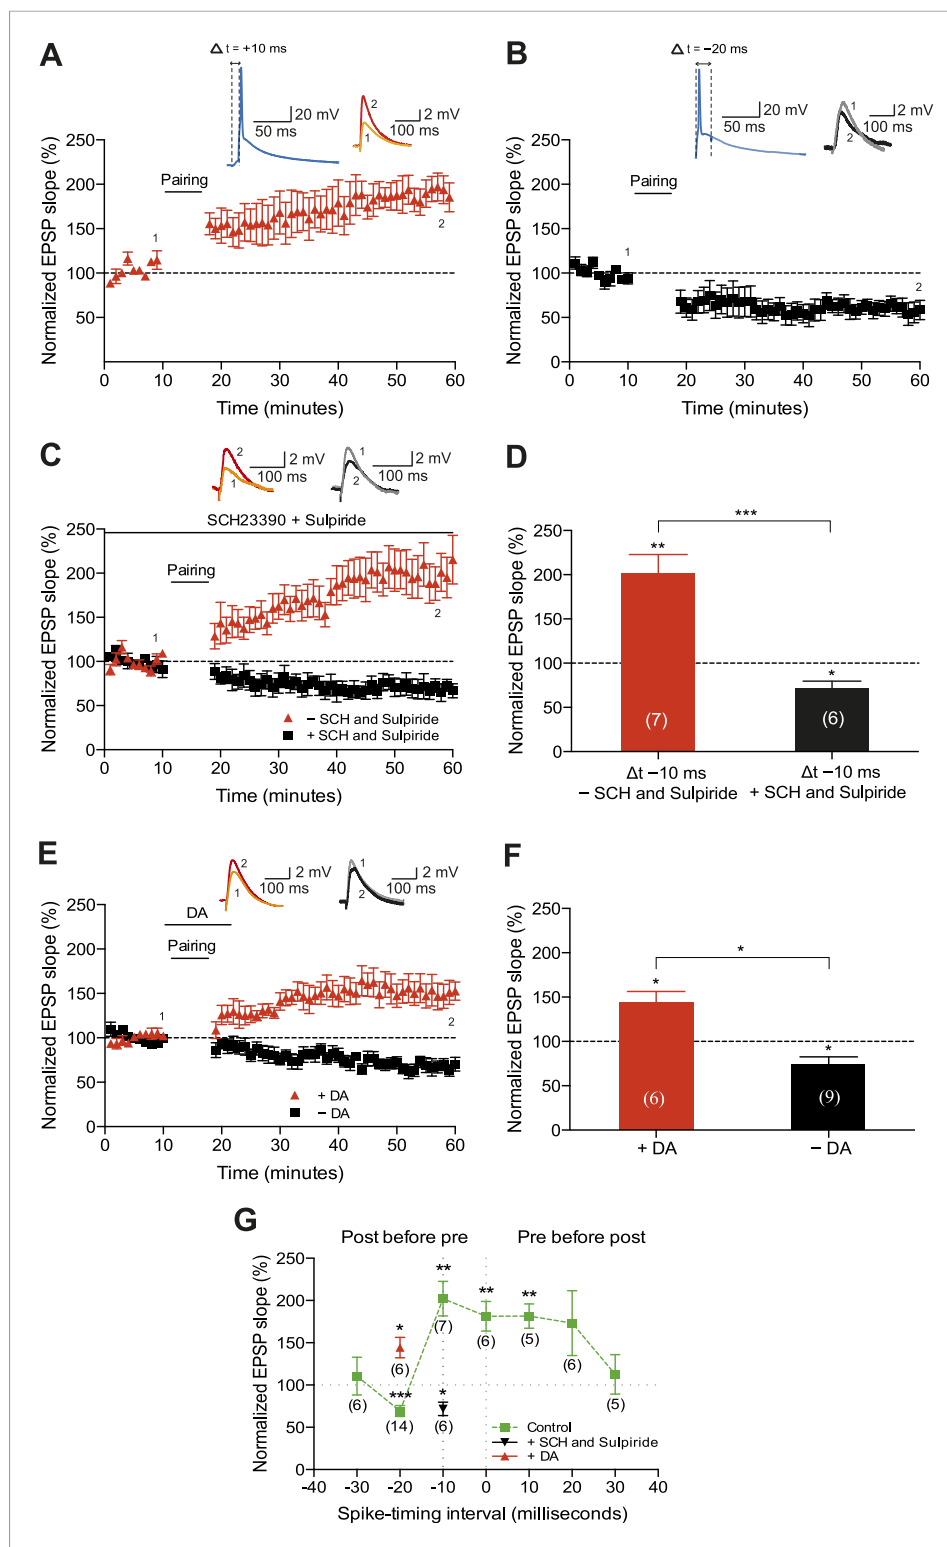 A
Δ t = +10 ms
20 mV
50 ms
2
1
2 mV
100 ms
Normalized EPSP slope (%)
250
200
150
100
50
0
Pairing
1
2
0 10 20 30 40 50 60
Time (minutes)
B
Δ t = −20 ms
20 mV
50 ms
1
2
2 mV
100 ms
Normalized EPSP slope (%)
250
200
150
100
50
0
Pairing
1
2
0 10 20 30 40 50 60
Time (minutes)
C
2
1
2 mV
100 ms
1
2
2 mV
100 ms
SCH23390 + Sulpiride
Normalized EPSP slope (%)
250
200
150
100
50
0
Pairing
1
2
− SCH and Sulpiride
+ SCH and Sulpiride
0 10 20 30 40 50 60
Time (minutes)
D
Normalized EPSP slope (%)
250
200
150
100
50
0
***
**
*
(7)
(6)
Δt −10 ms Δt −10 ms
− SCH and Sulpiride + SCH and Sulpiride
E
2
1
2 mV
100 ms
1
2
2 mV
100 ms
DA
Pairing
Normalized EPSP slope (%)
250
200
150
100
50
0
1
2
+ DA
− DA
0 10 20 30 40 50 60
Time (minutes)
F
Normalized EPSP slope (%)
250
200
150
100
50
0
*
*
*
(6)
(9)
+ DA − DA
G
Post before pre Pre before post
Normalized EPSP slope (%)
250
200
150
100
50
0
** ** **
*
(7) (6) (5)
(6) (6)
*** *
(6) (14) (6) (5)
Control
+ SCH and Sulpiride
+ DA
-40 -30 -20 -10 0 10 20 30 40
Spike-timing interval (milliseconds)